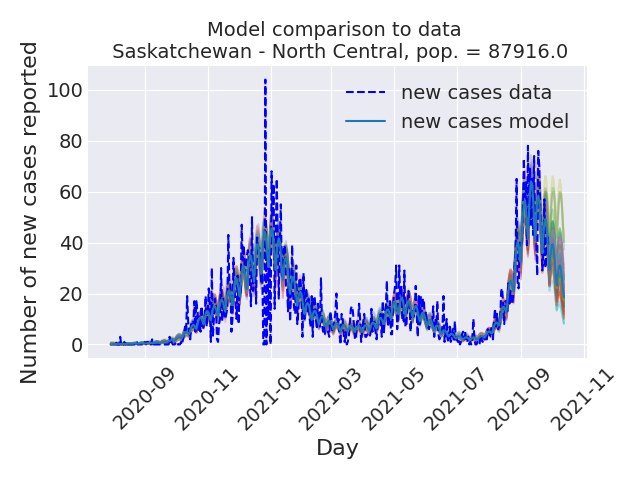 Model comparison to data
Saskatchewan - North Central, pop. = 87916.0
Number of new cases reported
100
80
60
40
20
0
new cases data
new cases model
2020-09
2020-11
2021-01
2021-03
2021-05
2021-07
2021-09
2021-11
Day